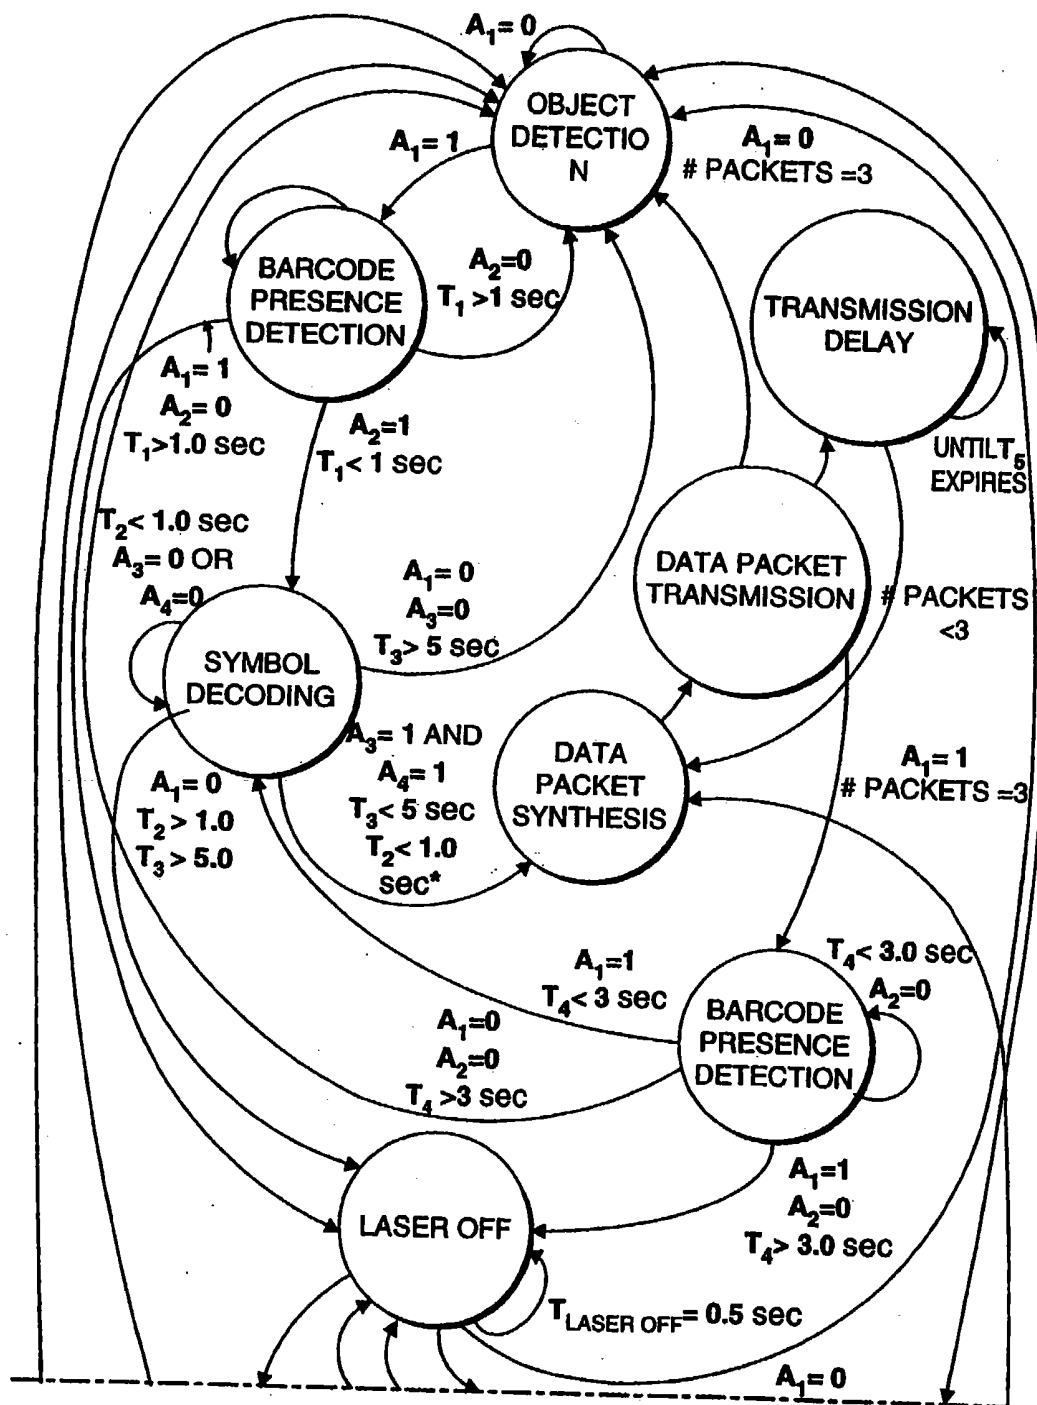 A1= 0
OBJECT
DETECTIO
N
A1= 1
A1= 0
# PACKETS =3
BARCODE
PRESENCE
DETECTION
A2=0
T1 >1 sec
TRANSMISSION
DELAY
A1= 1
A2= 0
T1>1.0 sec
A2=1
T1< 1 sec
UNTILT5
EXPIRES
T2< 1.0 sec
A3= 0 OR
A4=0
A1= 0
A3=0
T3> 5 sec
DATA PACKET
TRANSMISSION
# PACKETS
<3
SYMBOL
DECODING
A3= 1 AND
A4= 1
T3< 5 sec
T2< 1.0
sec*
DATA
PACKET
SYNTHESIS
A1= 1
# PACKETS =3
A1= 0
T2> 1.0
T3> 5.0
A1=1
T4< 3 sec
T4< 3.0 sec
A2=0
BARCODE
PRESENCE
DETECTION
A1=0
A2=0
T4 >3 sec
A1=1
A2=0
T4> 3.0 sec
LASER OFF
TLASER OFF= 0.5 sec
A1= 0